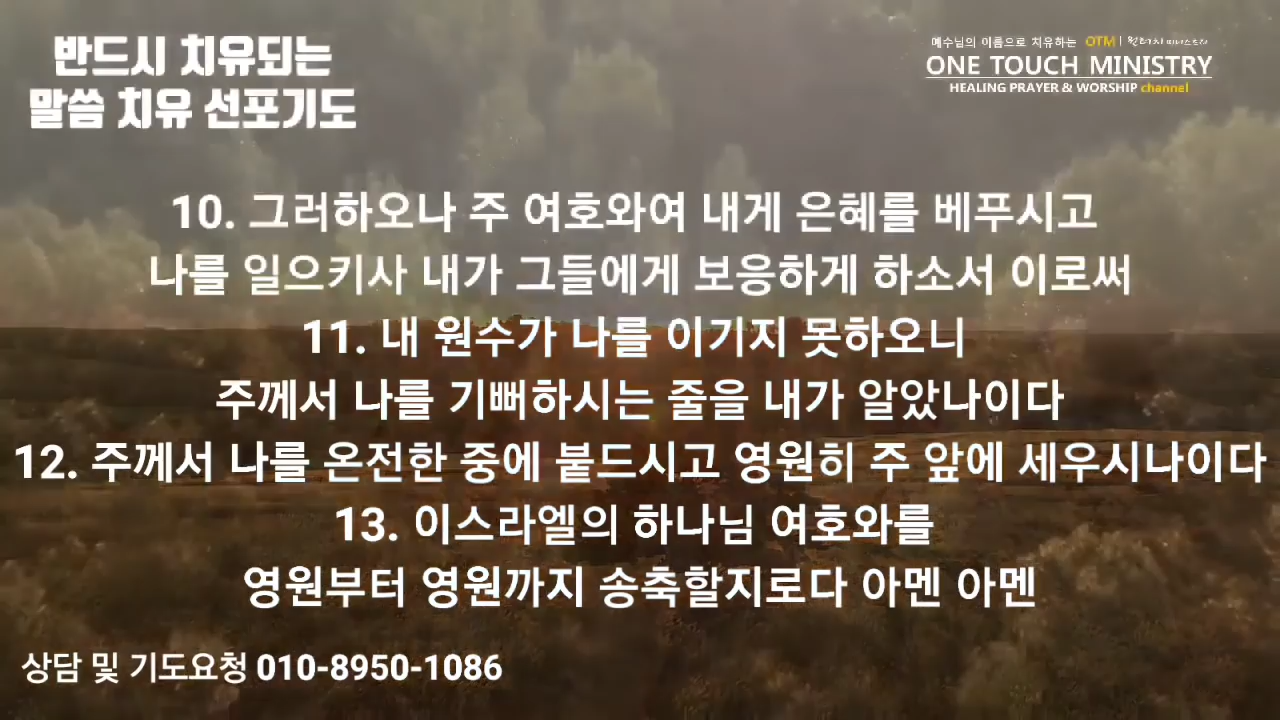 반드시 치유되는
말씀 치유 선포기도
예수님의 이름으로 치유하는 OTM | 원터치 미니스트리
ONE TOUCH MINISTRY
HEALING PRAYER & WORSHIP channel
10. 그러하오나 주 여호와여 내게 은혜를 베푸시고
나를 일으키사 내가 그들에게 보응하게 하소서 이로써
11. 내 원수가 나를 이기지 못하오니
주께서 나를 기뻐하시는 줄을 내가 알았나이다
12. 주께서 나를 온전한 중에 붙드시고 영원히 주 앞에 세우시나이다
13. 이스라엘의 하나님 여호와를
영원부터 영원까지 송축할지로다 아멘 아멘
상담 및 기도요청 010-8950-1086